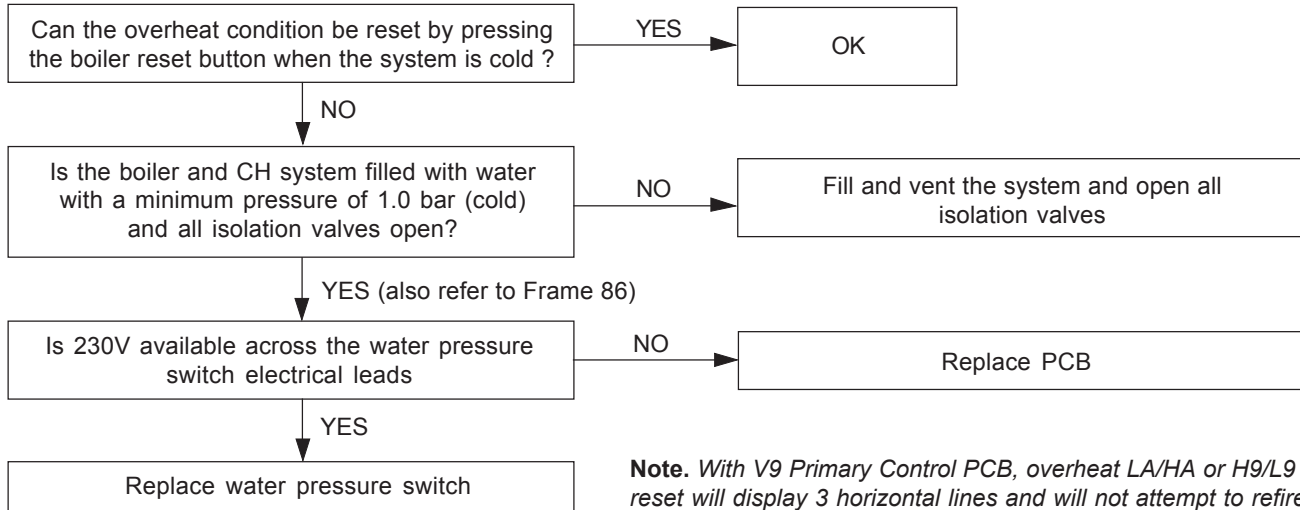 Can the overheat condition be reset by pressing
the boiler reset button when the system is cold ?
YES
OK
NO
Is the boiler and CH system filled with water
with a minimum pressure of 1.0 bar (cold)
and all isolation valves open?
NO
Fill and vent the system and open all
isolation valves
YES (also refer to Frame 86)
Is 230V available across the water pressure
switch electrical leads
NO
Replace PCB
YES
Replace water pressure switch
Note. With V9 Primary Control PCB, overheat LA/HA or H9/L9
reset will display 3 horizontal lines and will not attempt to refire